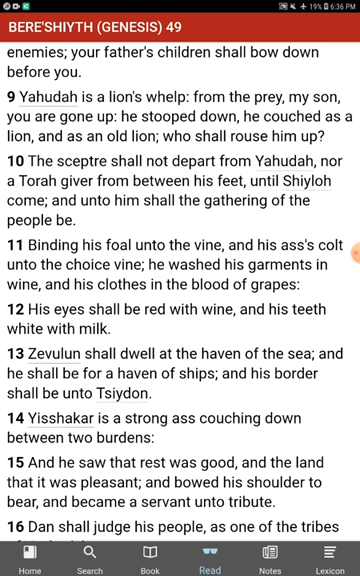 19% 6:36 PM
BERE'SHIYTH (GENESIS) 49
enemies; your father's children shall bow down
before you.
9 Yahudah is a lion's whelp: from the prey, my son,
you are gone up: he stooped down, he couched as a
lion, and as an old lion; who shall rouse him up?
10 The sceptre shall not depart from Yahudah, nor
a Torah giver from between his feet, until Shiyloh
come; and unto him shall the gathering of the
people be.
11 Binding his foal unto the vine, and his ass's colt
unto the choice vine; he washed his garments in
wine, and his clothes in the blood of grapes:
12 His eyes shall be red with wine, and his teeth
white with milk.
13 Zevulun shall dwell at the haven of the sea; and
he shall be for a haven of ships; and his border
shall be unto Tsiydon.
14 Yisshakar is a strong ass couching down
between two burdens:
15 And he saw that rest was good, and the land
that it was pleasant; and bowed his shoulder to
bear, and became a servant unto tribute.
16 Dan shall judge his people, as one of the tribes
Home Search Book Read Notes Lexicon